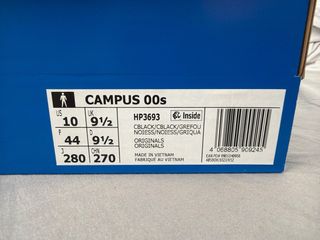 CAMPUS 00s
US UK
10 9½
F D
44 9½
J CHN
280 270
HP3693
Inside
CBLACK/CBLACK/GREFOU
NOIESS/NOIESS/GRIQUA
ORIGINALS
ORIGINALS
MADE IN VIETNAM
FABRIQUÉ AU VIETNAM
4 068805 909245